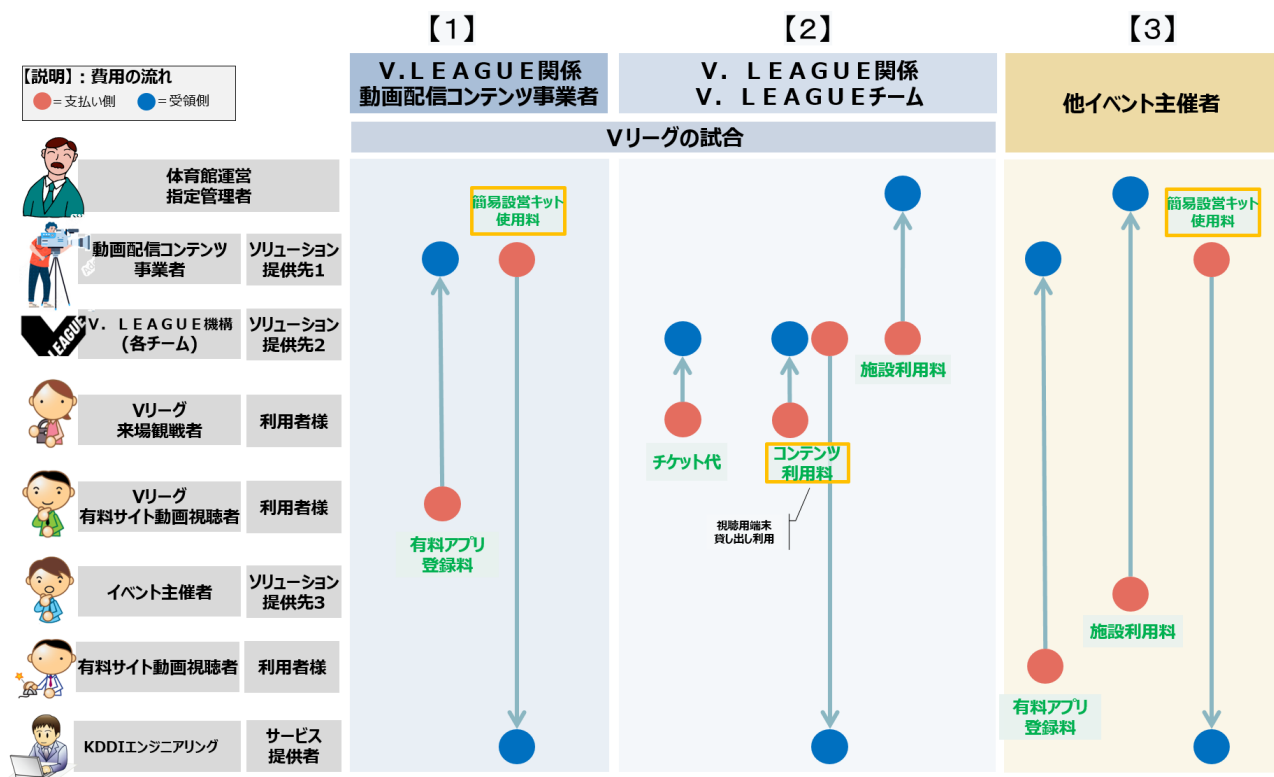 【1】
【2】
【3】
【説明】：費用の流れ
＝支払い側
＝受領側
V.LEAGUE関係
動画配信コンテンツ事業者
V．LEAGUE関係
V．LEAGUEチーム
他イベント主催者
Vリーグの試合
体育館運営
指定管理者
動画配信コンテンツ
事業者
ソリューション
提供先1
V．LEAGUE機構
(各チーム)
ソリューション
提供先2
Vリーグ
来場観戦者
利用者様
Vリーグ
有料サイト動画視聴者
利用者様
イベント主催者
ソリューション
提供先3
有料サイト動画視聴者
利用者様
KDDIエンジニアリング
サービス
提供者
LEAGUE
簡易設営キット
使用料
有料アプリ
登録料
チケット代
コンテンツ
利用料
視聴用端末
貸し出し利用
施設利用料
簡易設営キット
使用料
施設利用料
有料アプリ
登録料